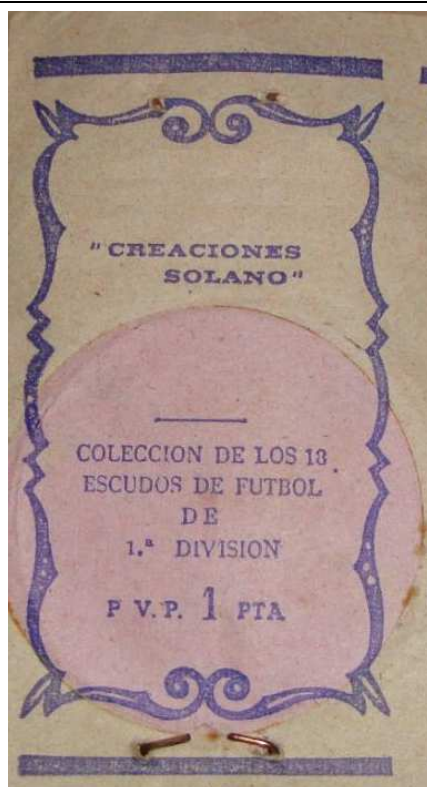 "CREACIONES
SOLANO"
COLECCION DE LOS 18
ESCUDOS DE FUTBOL
DE
1.ª DIVISION
P V.P. 1 PTA